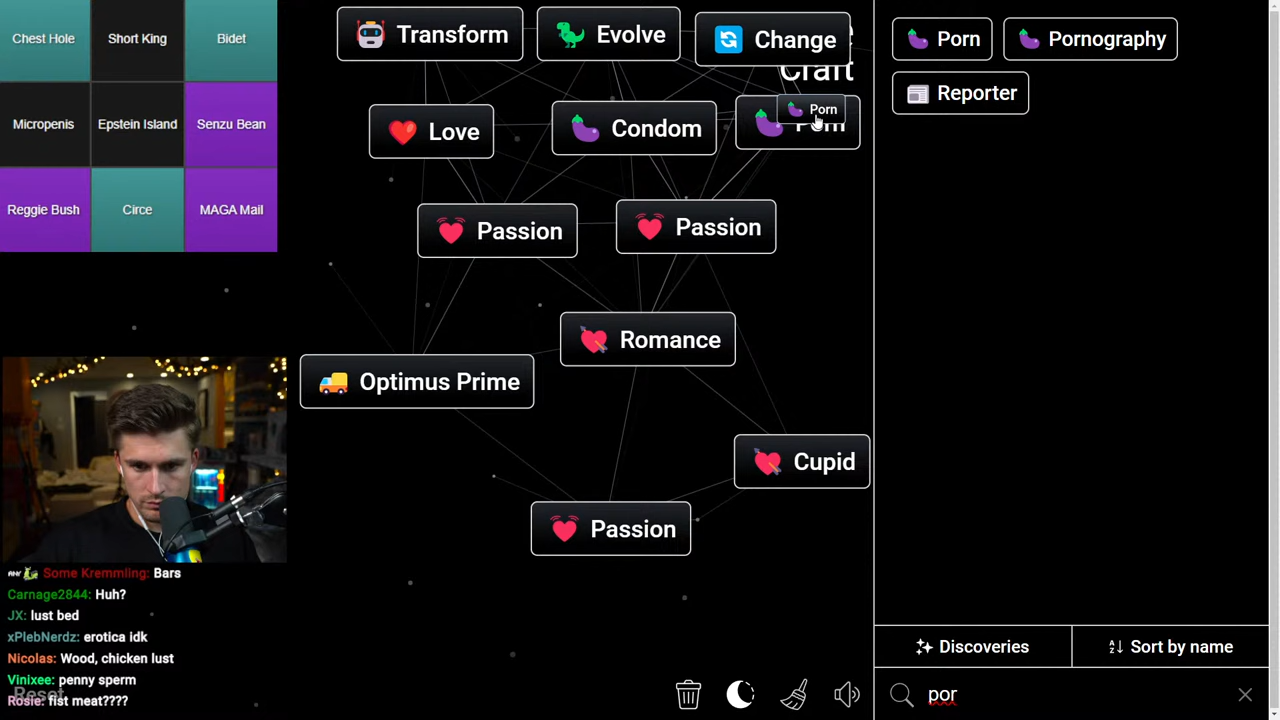 Chest Hole
Short King
Bidet
Micropenis
Epstein Island
Senzu Bean
Reggie Bush
Circe
MAGA Mail
Transform
Evolve
Change
Craft
Love
Condom
Porn
Passion
Passion
Romance
Optimus Prime
Cupid
Passion
Porn
Pornography
Reporter
Discoveries
Sort by name
por
Some Kremmling: Bars
Carnage2844: Huh?
JX: lust bed
xPlebNerdz: erotica idk
Nicolas: Wood, chicken lust
Vinixee: penny sperm
Reset
Rosie: fist meat????